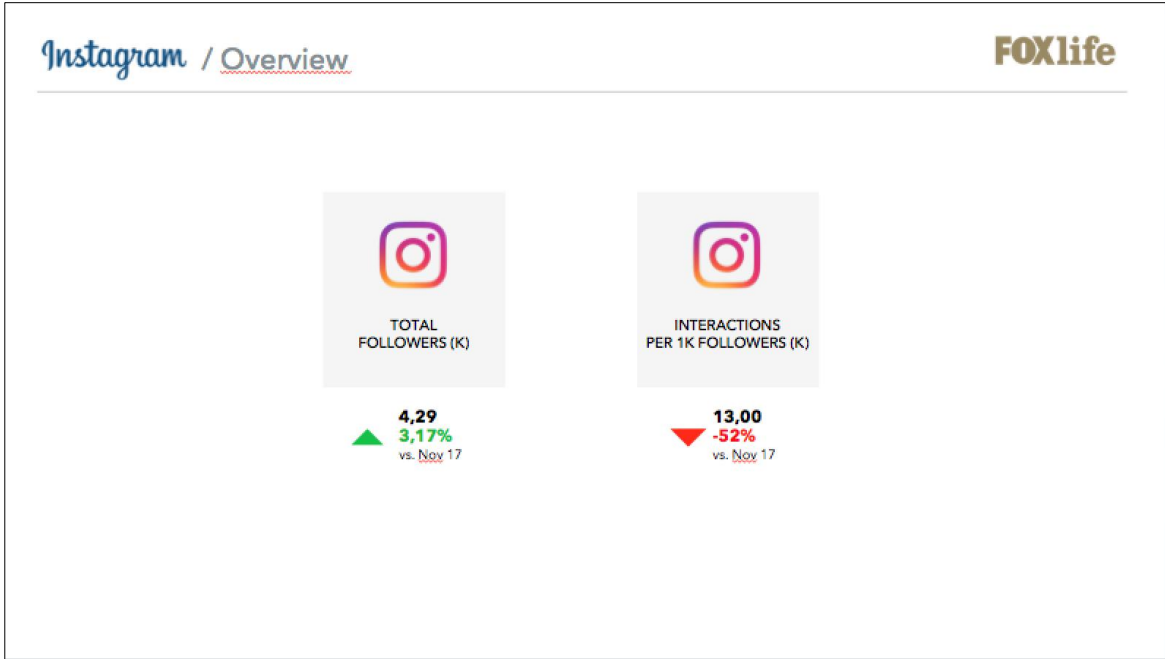 Instagram / Overview
FOXlife
TOTAL
FOLLOWERS (K)
4,29
3,17%
vs. Nov 17
INTERACTIONS
PER 1K FOLLOWERS (K)
13,00
-52%
vs. Nov 17